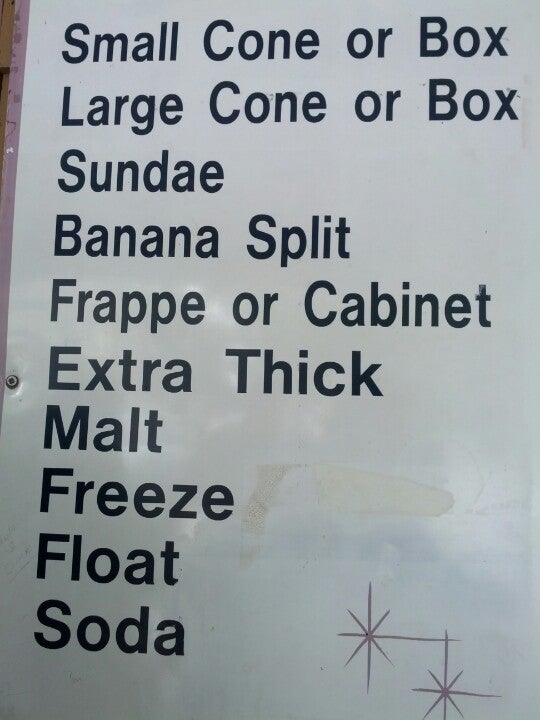 Small Cone or Box
Large Cone or Box
Sundae
Banana Split
Frappe or Cabinet
Extra Thick
Malt
Freeze
Float
Soda